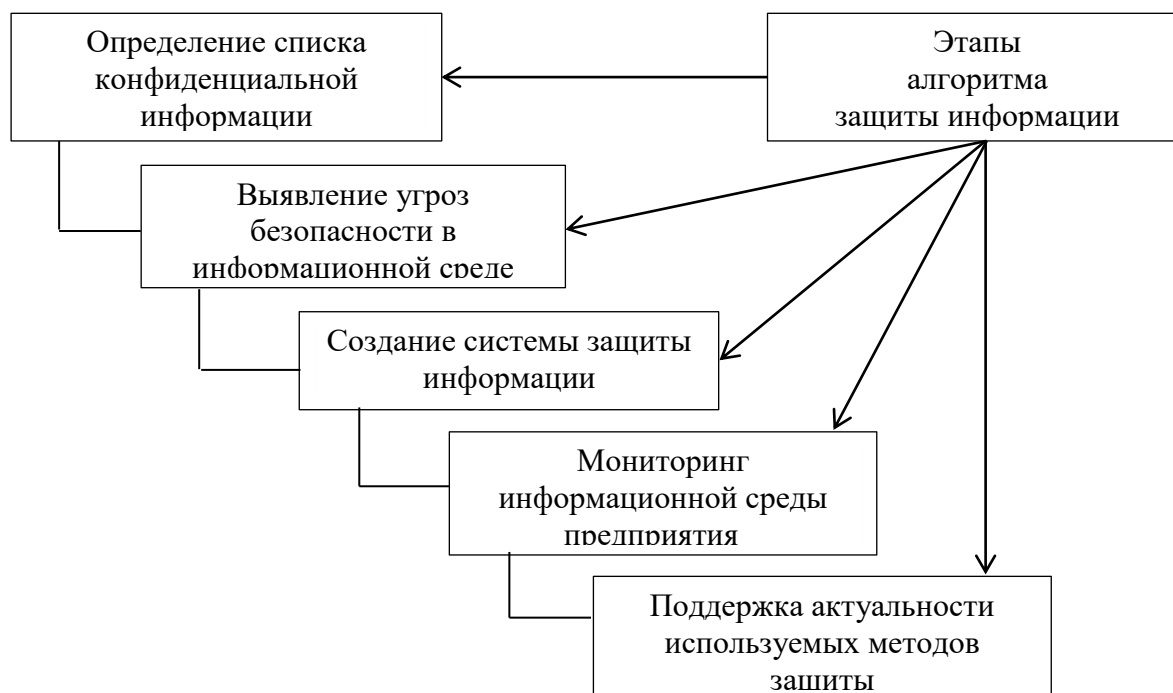 Определение списка
конфиденциальной
информации
Этапы
алгоритма
защиты информации
Выявление угроз
безопасности в
информационной среде
Создание системы защиты
информации
Мониторинг
информационной среды
предприятия
Поддержка актуальности
используемых методов
защиты